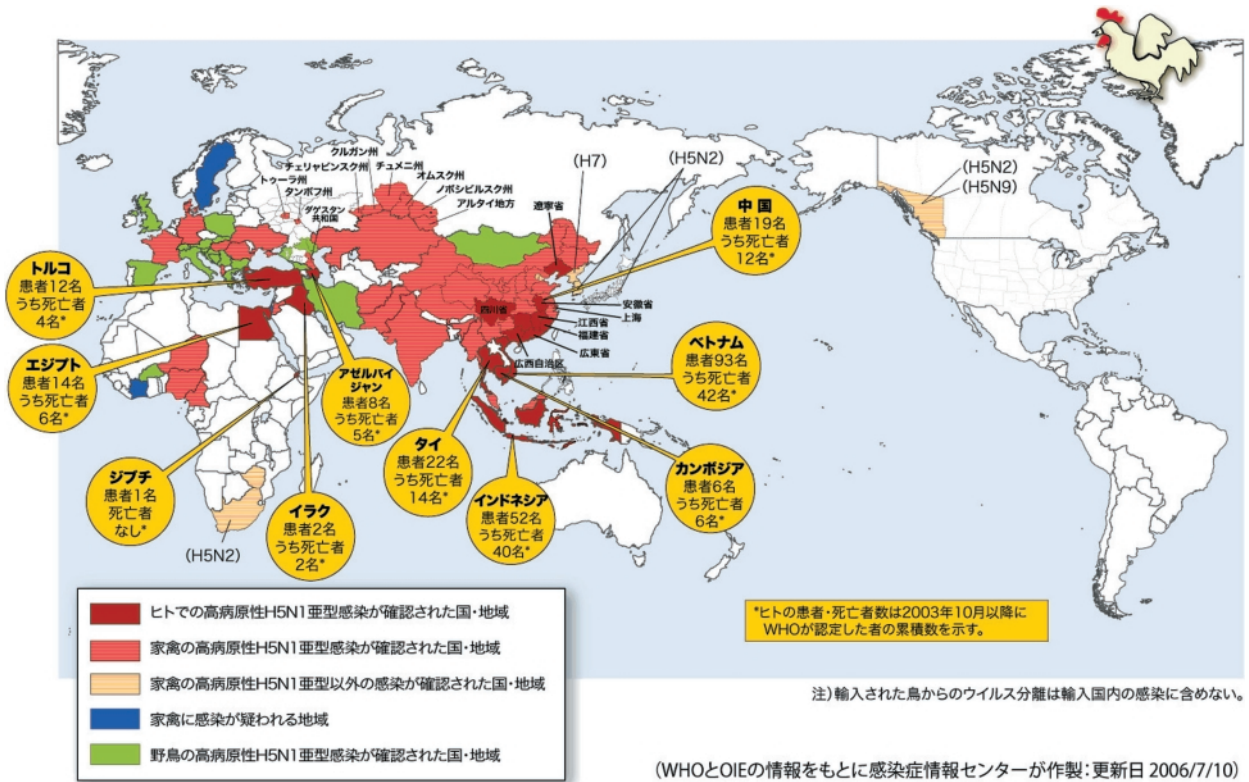 クルガン州
チェリャビンスク州
チュメニ州
トゥーラ州
オムスク州
タンボフ州
ノボシビルスク州
ダゲスタン
共和国
アルタイ地方
(H7)
(H5N2)
遼寧省
(H5N2)
(H5N9)
中国
患者19名
うち死亡者
12名*
トルコ
患者12名
うち死亡者
4名*
四川省
安徽省
上海
江西省
福建省
広東省
広西自治区
エジプト
患者14名
うち死亡者
6名*
アゼルバイ
ジャン
患者8名
うち死亡者
5名*
ベトナム
患者93名
うち死亡者
42名*
ジプチ
患者1名
死亡者
なし*
イラク
患者2名
うち死亡者
2名*
タイ
患者22名
うち死亡者
14名*
インドネシア
患者52名
うち死亡者
40名*
カンボジア
患者6名
うち死亡者
6名*
(H5N2)
ヒトでの高病原性H5N1亜型感染が確認された国・地域
家禽の高病原性H5N1亜型感染が確認された国・地域
家禽の高病原性H5N1亜型以外の感染が確認された国・地域
家禽に感染が疑われる地域
野鳥の高病原性H5N1亜型感染が確認された国・地域
*ヒトの患者・死亡者数は2003年10月以降に
WHOが認定した者の累積数を示す。
注)輸入された鳥からのウイルス分離は輸入国内の感染に含めない。
(WHOとOIEの情報をもとに感染症情報センターが作製:更新日 2006/7/10)